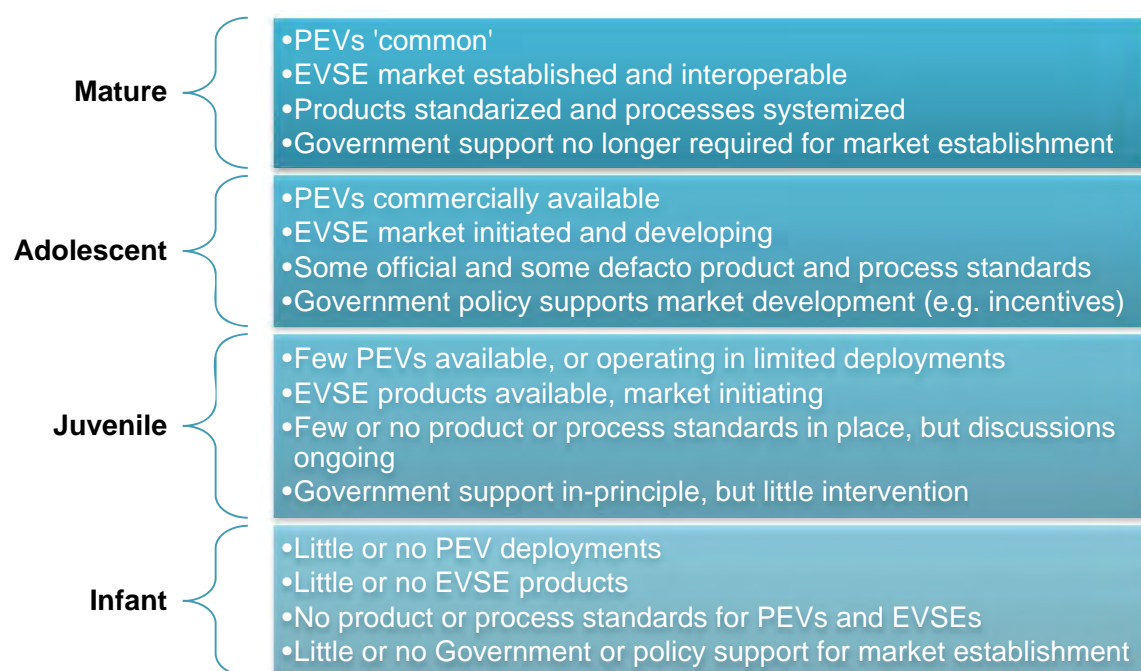 Mature
•PEVs 'common'
•EVSE market established and interoperable
•Products standarized and processes systemized
•Government support no longer required for market establishment
Adolescent
•PEVs commercially available
•EVSE market initiated and developing
•Some official and some defacto product and process standards
•Government policy supports market development (e.g. incentives)
Juvenile
•Few PEVs available, or operating in limited deployments
•EVSE products available, market initiating
•Few or no product or process standards in place, but discussions
ongoing
•Government support in-principle, but little intervention
Infant
•Little or no PEV deployments
•Little or no EVSE products
•No product or process standards for PEVs and EVSEs
•Little or no Government or policy support for market establishment